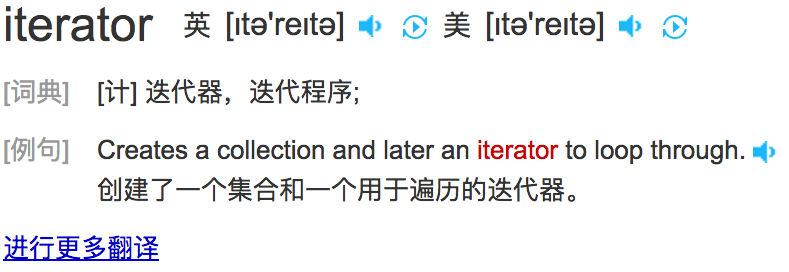 iterator 英 [ɪtə'reɪtə] 美 [ɪtə'reɪtə]
[词典] [计] 迭代器，迭代程序;
[例句] Creates a collection and later an iterator to loop through.
创建了一个集合和一个用于遍历的迭代器。
进行更多翻译